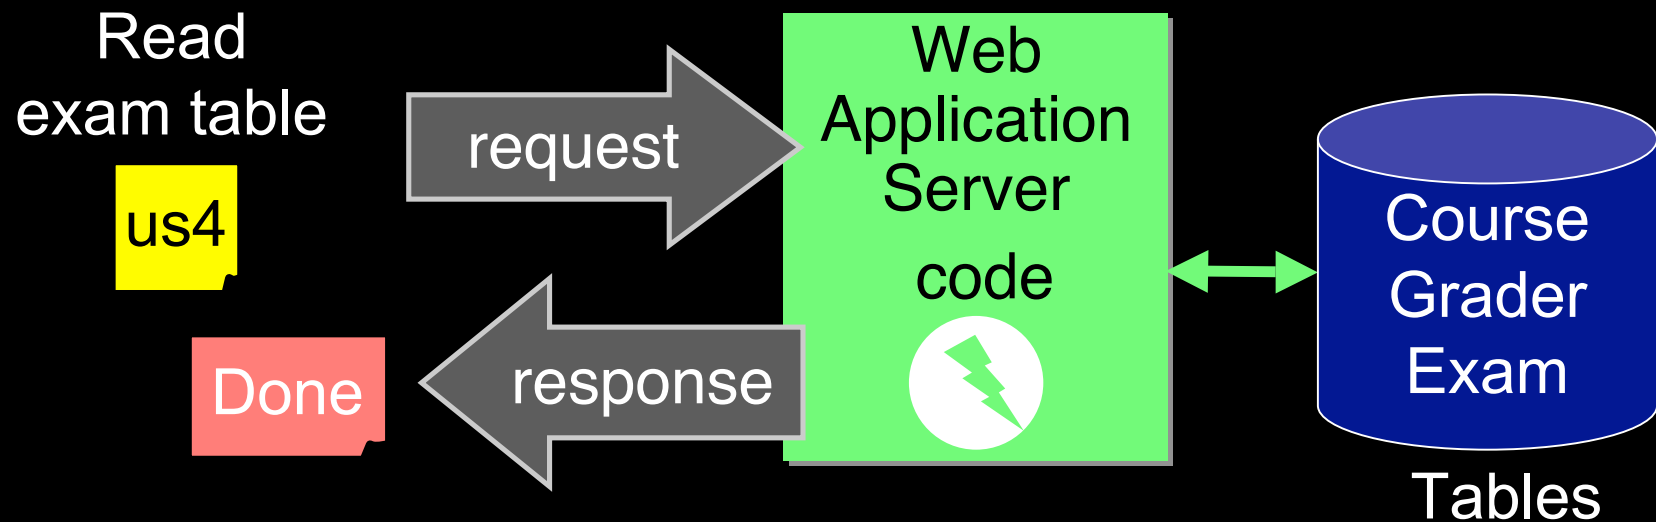 Read
exam table
us4
request
Done
response
Web
Application
Server
code
Course
Grader
Exam
Tables